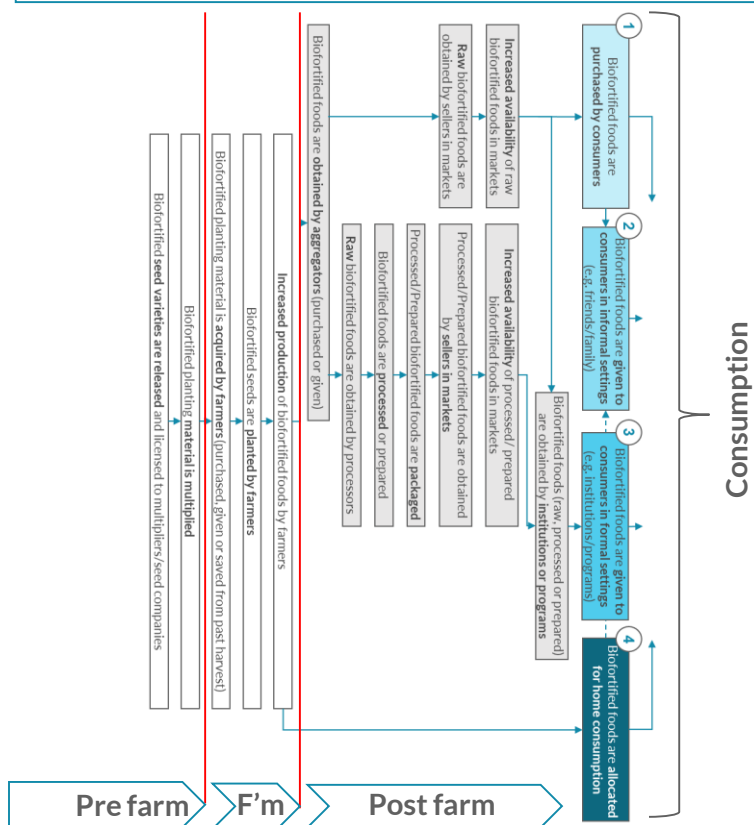 Consumption
1
Biofortified foods are
purchased by consumers
2
Biofortified foods are given to
consumers in informal settings
(e.g. friends/family)
3
Biofortified foods are given to
consumers in formal settings
(e.g. institutions/programs)
4
Biofortified foods are allocated
for home consumption
Biofortified foods (raw, processed or prepared)
are obtained by institutions or programs
Increased availability of raw
biofortified foods in markets
Increased availability of processed/ prepared
biofortified foods in markets
Raw biofortified foods are
obtained by sellers in markets
Processed/Prepared biofortified foods are obtained
by sellers in markets
Processed/Prepared biofortified foods are packaged
Biofortified foods are processed or prepared
Raw biofortified foods are obtained by processors
Biofortified foods are obtained by aggregators (purchased or given)
Increased production of biofortified foods by farmers
Biofortified seeds are planted by farmers
Biofortified planting material is acquired by farmers (purchased, given or saved from past harvest)
Biofortified planting material is multiplied
Biofortified seed varieties are released and licensed to multipliers/seed companies
Pre farm
F'm
Post farm